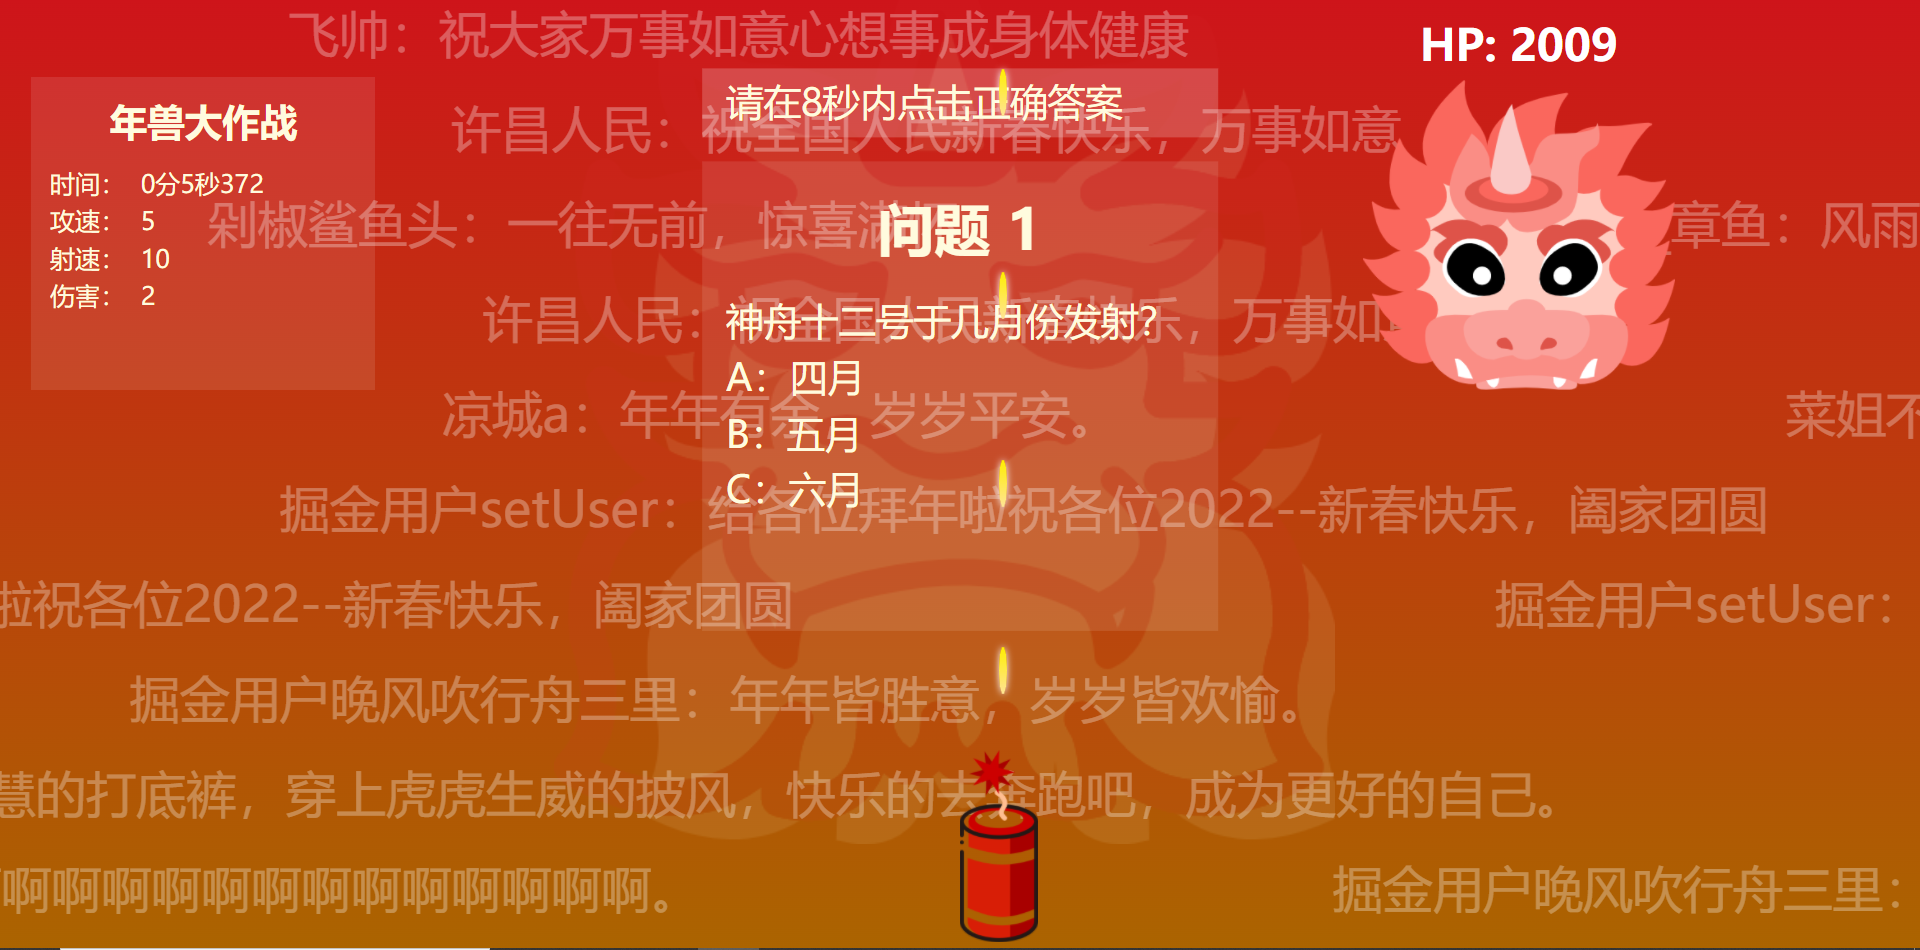 飞帅：祝大家万事如意心想事成身体健康
HP: 2009
年兽大作战
时间： 0分5秒372
攻速： 5
射速： 10
伤害： 2
请在8秒内点击正确答案
许昌人民：祝全国人民新春快乐，万事如意
剁椒鲨鱼头：一往无前，惊喜满
章鱼：风雨
问题 1
许昌人民：祝全国人民新春快乐，万事如
神舟十二号于几月份发射?
A：四月
B：五月
C：六月
凉城a：年年有余，岁岁平安。
菜姐不
掘金用户setUser：给各位拜年啦祝各位2022--新春快乐，阖家团圆
啦祝各位2022--新春快乐，阖家团圆
掘金用户setUser：
掘金用户晚风吹行舟三里：年年皆胜意，岁岁皆欢愉。
慧的打底裤，穿上虎虎生威的披风，快乐的去奔跑吧，成为更好的自己。
啊啊啊啊啊啊啊啊啊啊啊啊啊。
掘金用户晚风吹行舟三里：